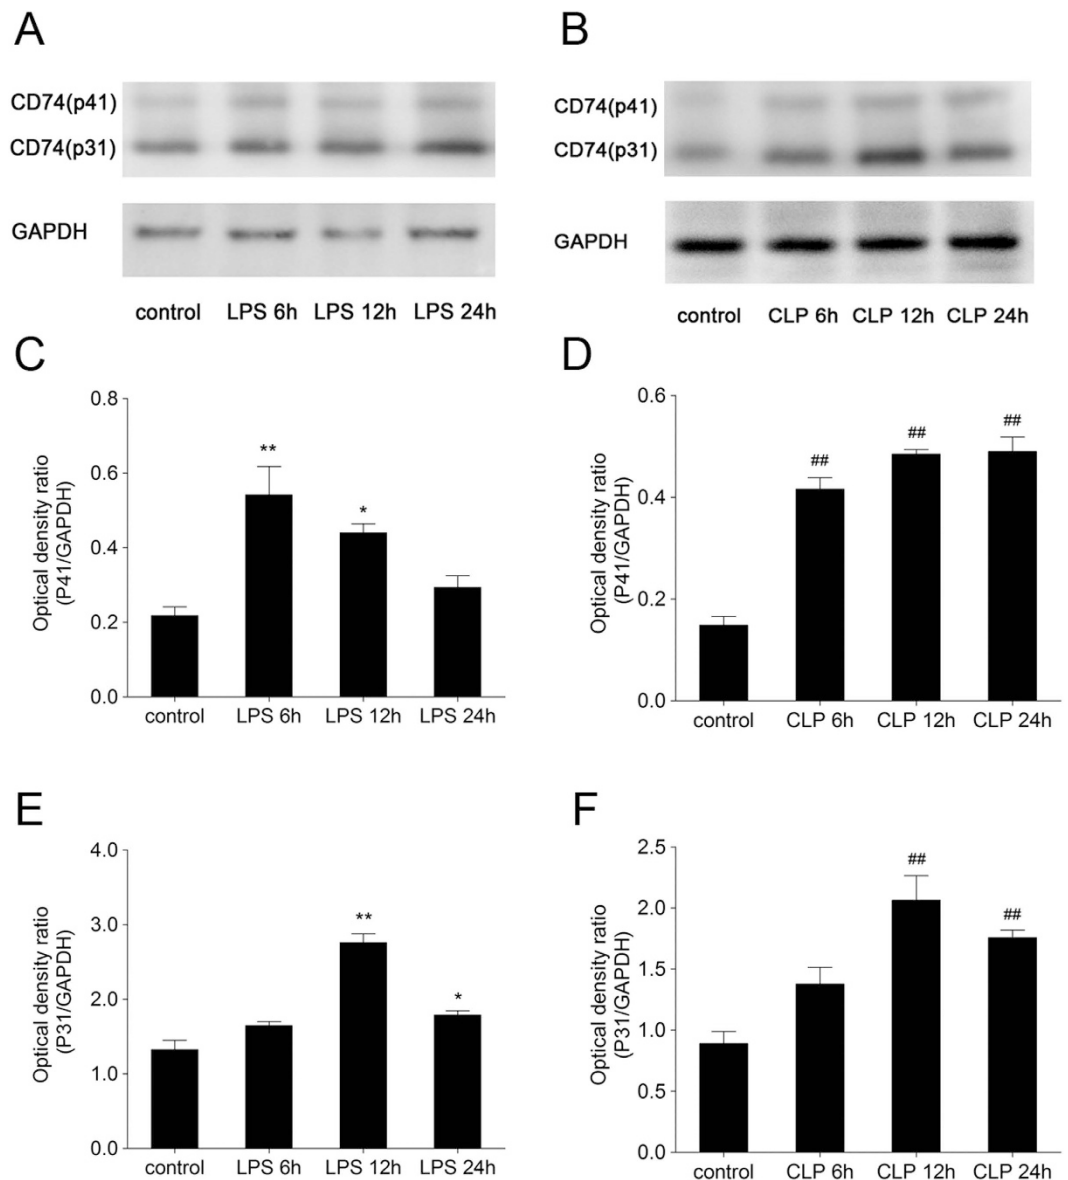 A
CD74(p41)
CD74(p31)
GAPDH
control LPS 6h LPS 12h LPS 24h
B
CD74(p41)
CD74(p31)
GAPDH
control CLP 6h CLP 12h CLP 24h
C
Optical density ratio
(P41/GAPDH)
0.8
0.6
0.4
0.2
0.0
**
*
control LPS 6h LPS 12h LPS 24h
D
Optical density ratio
(P41/GAPDH)
0.6
0.4
0.2
0.0
##
##
##
control CLP 6h CLP 12h CLP 24h
E
Optical density ratio
(P31/GAPDH)
4.0
3.0
2.0
1.0
0.0
**
*
control LPS 6h LPS 12h LPS 24h
F
Optical density ratio
(P31/GAPDH)
2.5
2.0
1.5
1.0
0.5
0.0
##
##
control CLP 6h CLP 12h CLP 24h